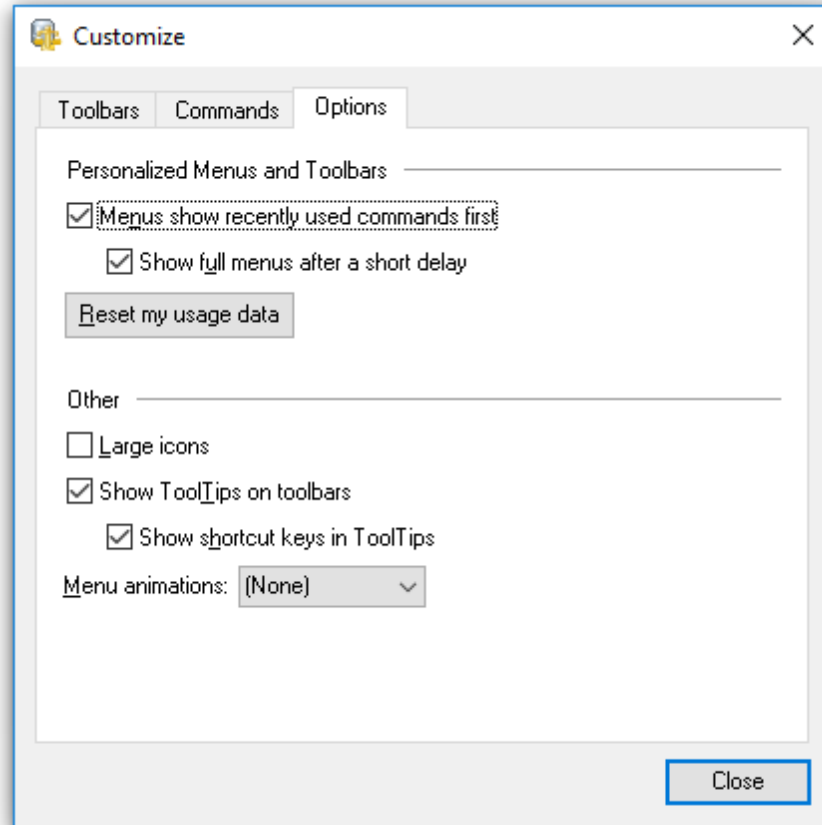 Customize
Toolbars Commands Options
Personalized Menus and Toolbars
Menus show recently used commands first
Show full menus after a short delay
Reset my usage data
Other
Large icons
Show ToolTips on toolbars
Show shortcut keys in ToolTips
Menu animations: (None)
Close